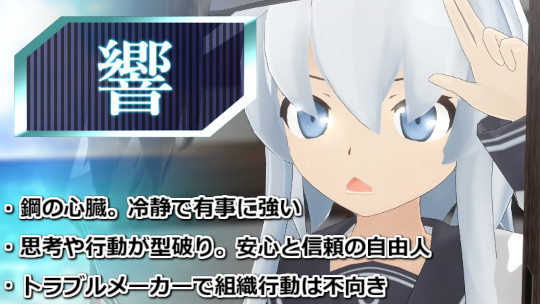 響
・鋼の心臓。冷静で有事に強い
・思考や行動が型破り。安心と信頼の自由人
・トラブルメーカーで組織行動は不向き